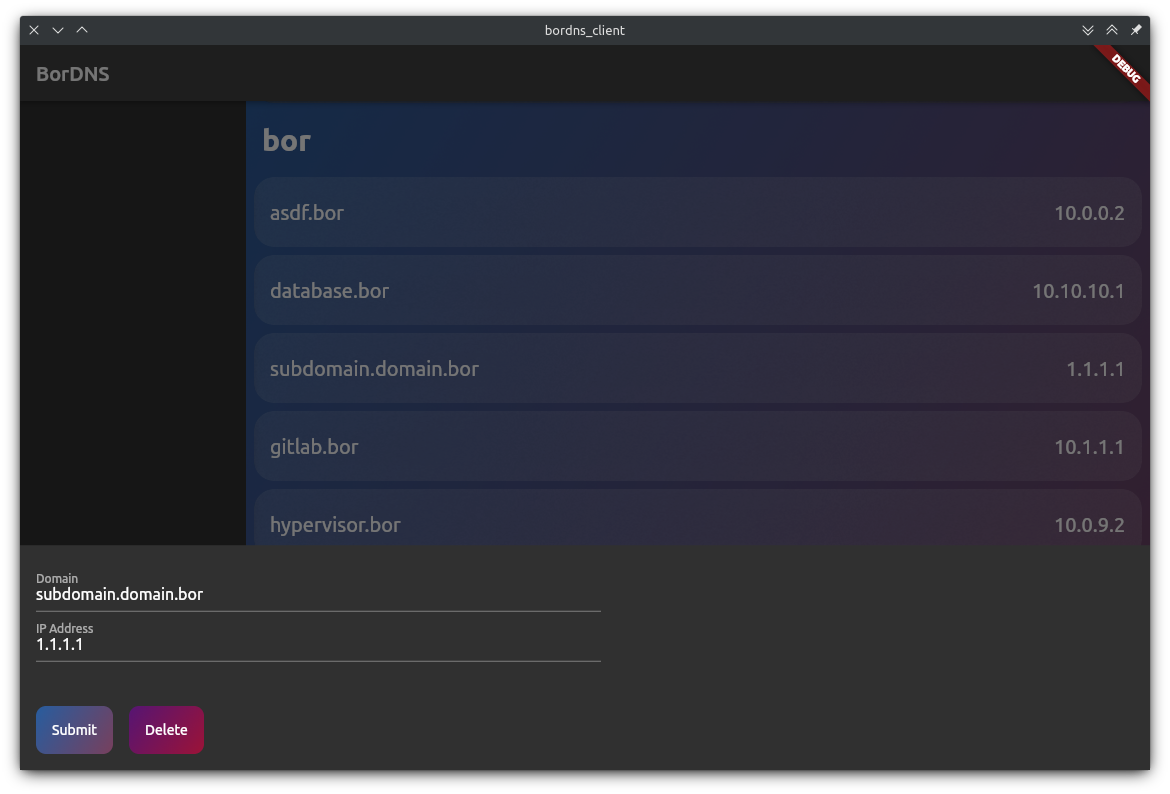 bordns_client
BorDNS
DEBUG
bor
asdf.bor 10.0.0.2
database.bor 10.10.10.1
subdomain.domain.bor 1.1.1.1
gitlab.bor 10.1.1.1
hypervisor.bor 10.0.9.2
Domain
subdomain.domain.bor
IP Address
1.1.1.1
Submit Delete